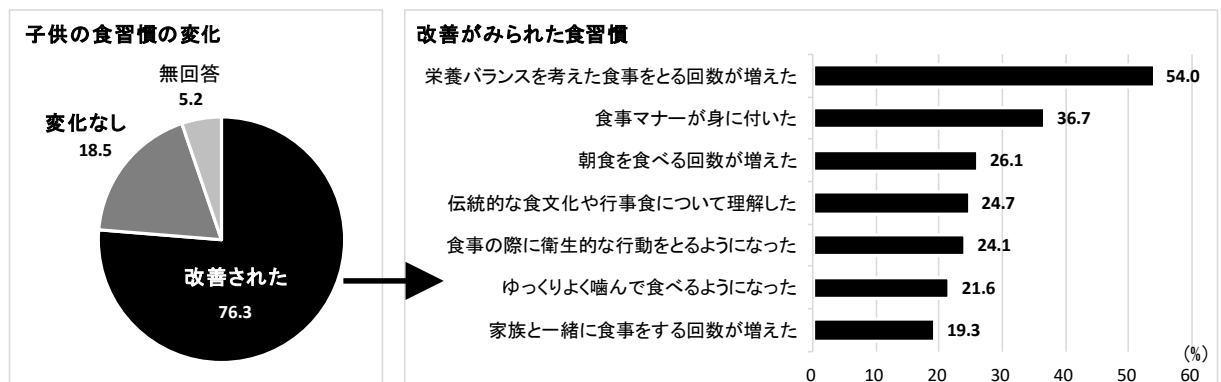 子供の食習慣の変化
無回答
5.2
変化なし
18.5
改善された
76.3
改善がみられた食習慣
栄養バランスを考えた食事をとる回数が増えた 54.0
食事マナーが身に付いた 36.7
朝食を食べる回数が増えた 26.1
伝統的な食文化や行事食について理解した 24.7
食事の際に衛生的な行動をとるようになった 24.1
ゆっくりよく噛んで食べるようになった 21.6
家族と一緒に食事をする回数が増えた 19.3
(%)
0 10 20 30 40 50 60